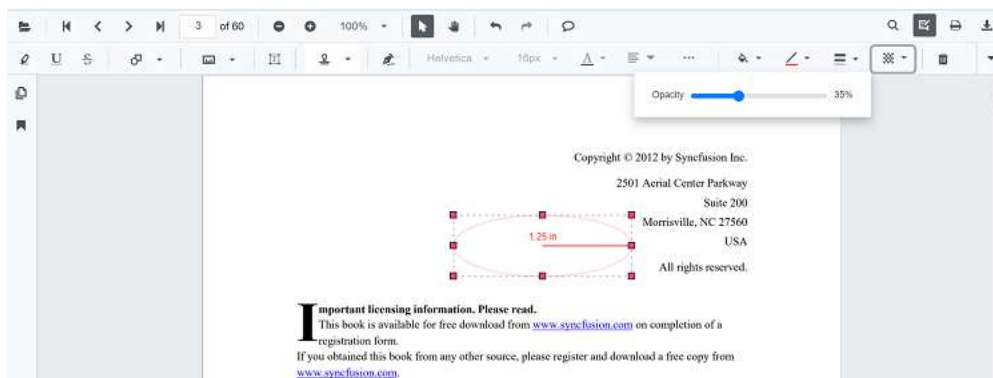 3 of 60 100%
U S T Helvetica 16px A ...
Opacity 35%
Copyright © 2012 by Syncfusion Inc.
2501 Aerial Center Parkway
Suite 200
Morrisville, NC 27560
USA
All rights reserved.
1.25 in
Important licensing information. Please read.
This book is available for free download from www.syncfusion.com on completion of a
registration form.
If you obtained this book from any other source, please register and download a free copy from
www.syncfusion.com.